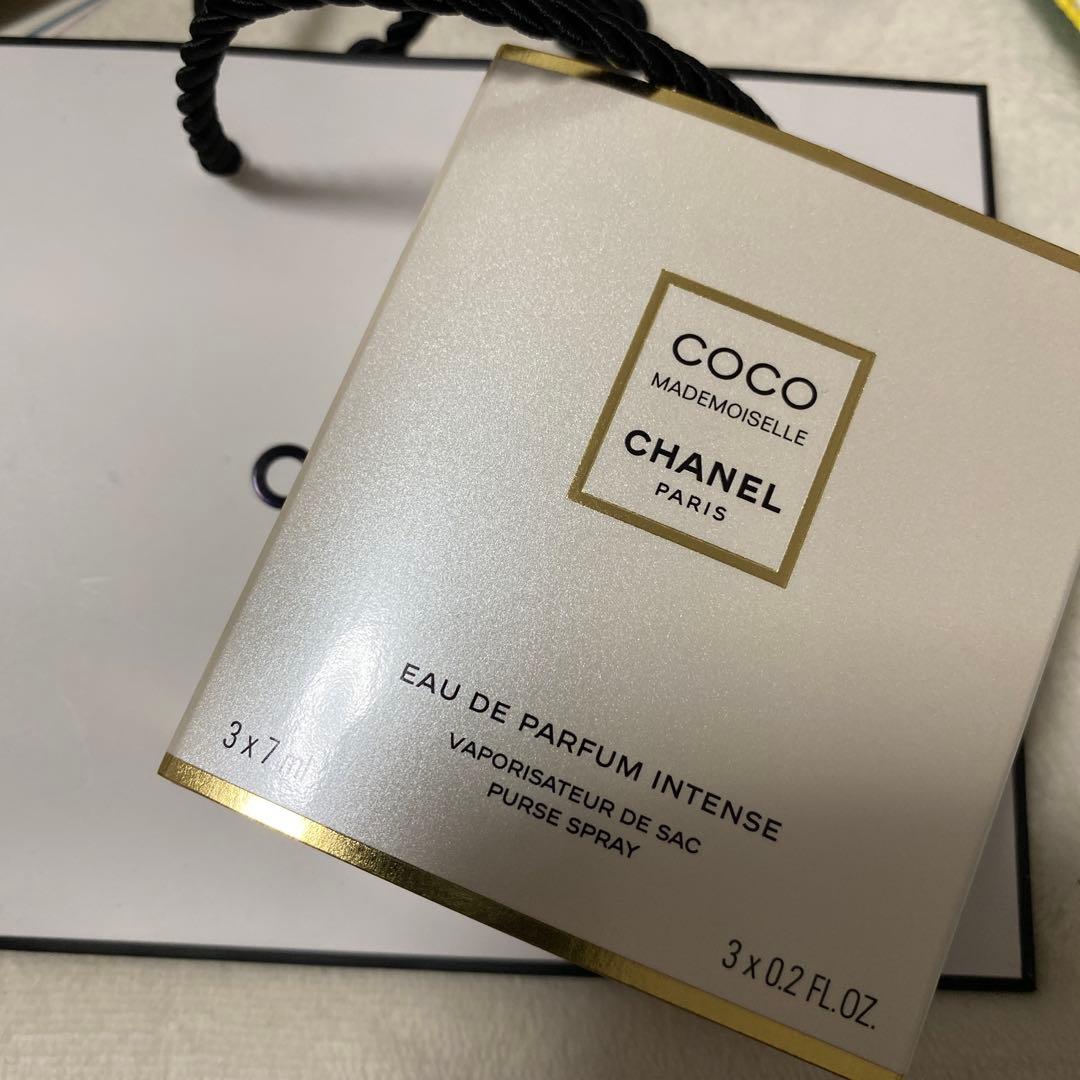 COCO
MADEMOISELLE
CHANEL
PARIS
EAU DE PARFUM INTENSE
VAPORISATEUR DE SAC
PURSE SPRAY
3 x 7 ml
3 x 0.2 FL.OZ.